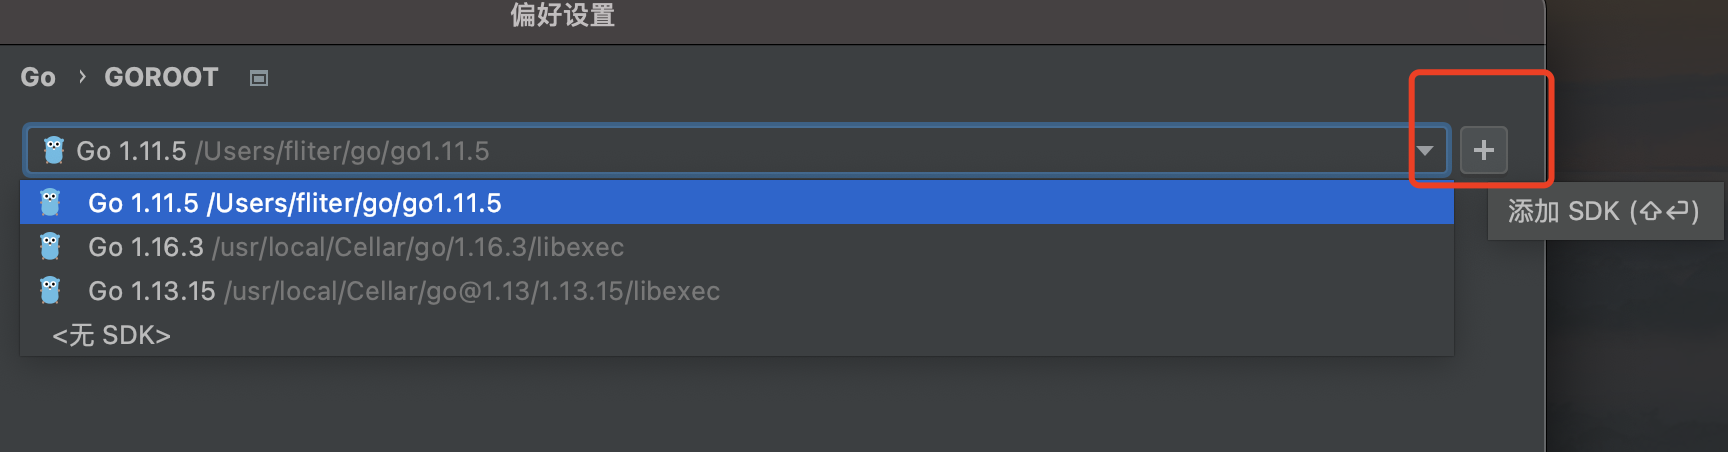 偏好设置
Go › GOROOT
Go 1.11.5 /Users/fliter/go/go1.11.5
Go 1.11.5 /Users/fliter/go/go1.11.5
添加 SDK (⇧⏎)
Go 1.16.3 /usr/local/Cellar/go/1.16.3/libexec
Go 1.13.15 /usr/local/Cellar/go@1.13/1.13.15/libexec
<无 SDK>